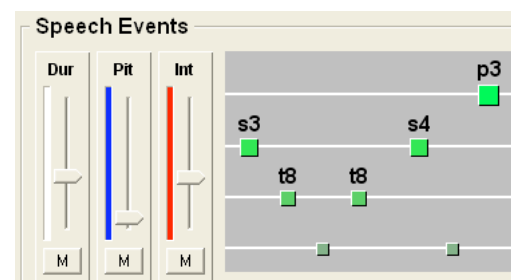 Speech Events
Dur Pit Int
p3
s3 s4
t8 t8
M M M